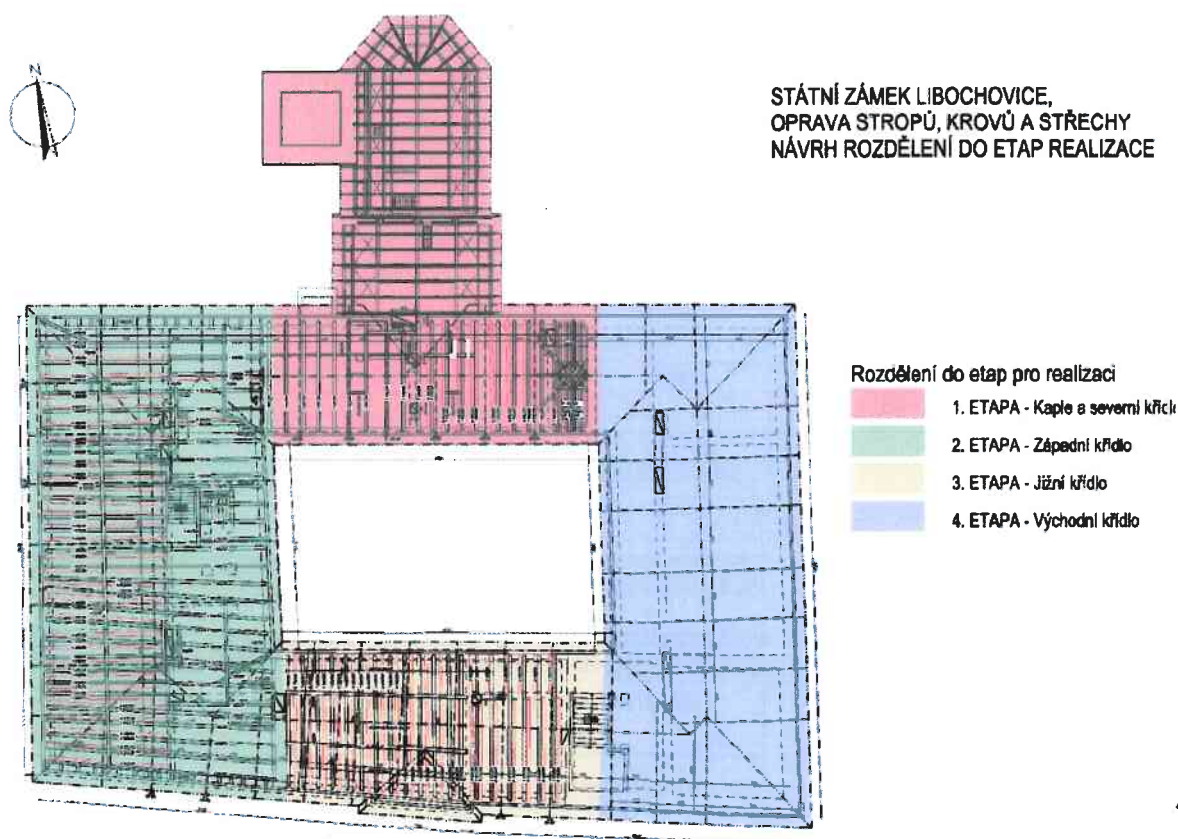 N
STÁTNÍ ZÁMEK LIBOCHOVICE,
OPRAVA STROPŮ, KROVŮ A STŘECHY
NÁVRH ROZDĚLENÍ DO ETAP REALIZACE
Rozdělení do etap pro realizaci
1. ETAPA - Kaple a severní
2. ETAPA - Západní křídlo
3. ETAPA - Jižní křídlo
4. ETAPA - Východní křídlo